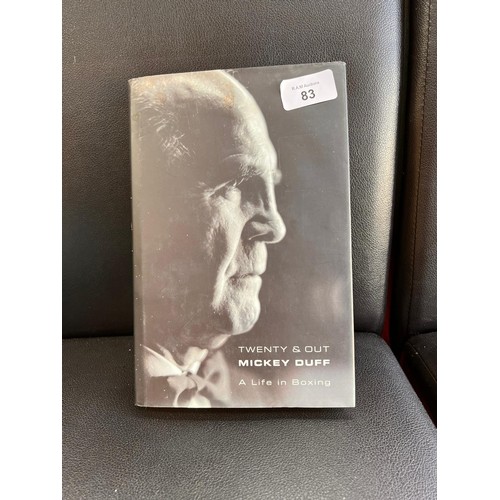 83
TWENTY & OUT
MICKEY DUFF
A Life in Boxing